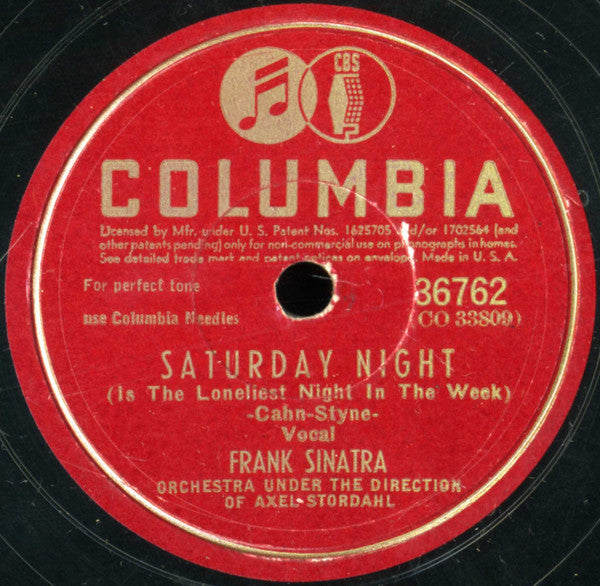 CBS
COLUMBIA
Licensed by Mfr. under U. S. Patent Nos. 1625705 and/or 1702564 (and
other patents pending) only for non-commercial use on phonographs in homes.
See detailed trade mark and patent notices on envelope. Made in U. S. A.
For perfect tone
use Columbia Needles
36762
(CO 33809)
SATURDAY NIGHT
(Is The Loneliest Night In The Week)
-Cahn-Styne-
Vocal
FRANK SINATRA
ORCHESTRA UNDER THE DIRECTION
OF AXEL STORDAHL